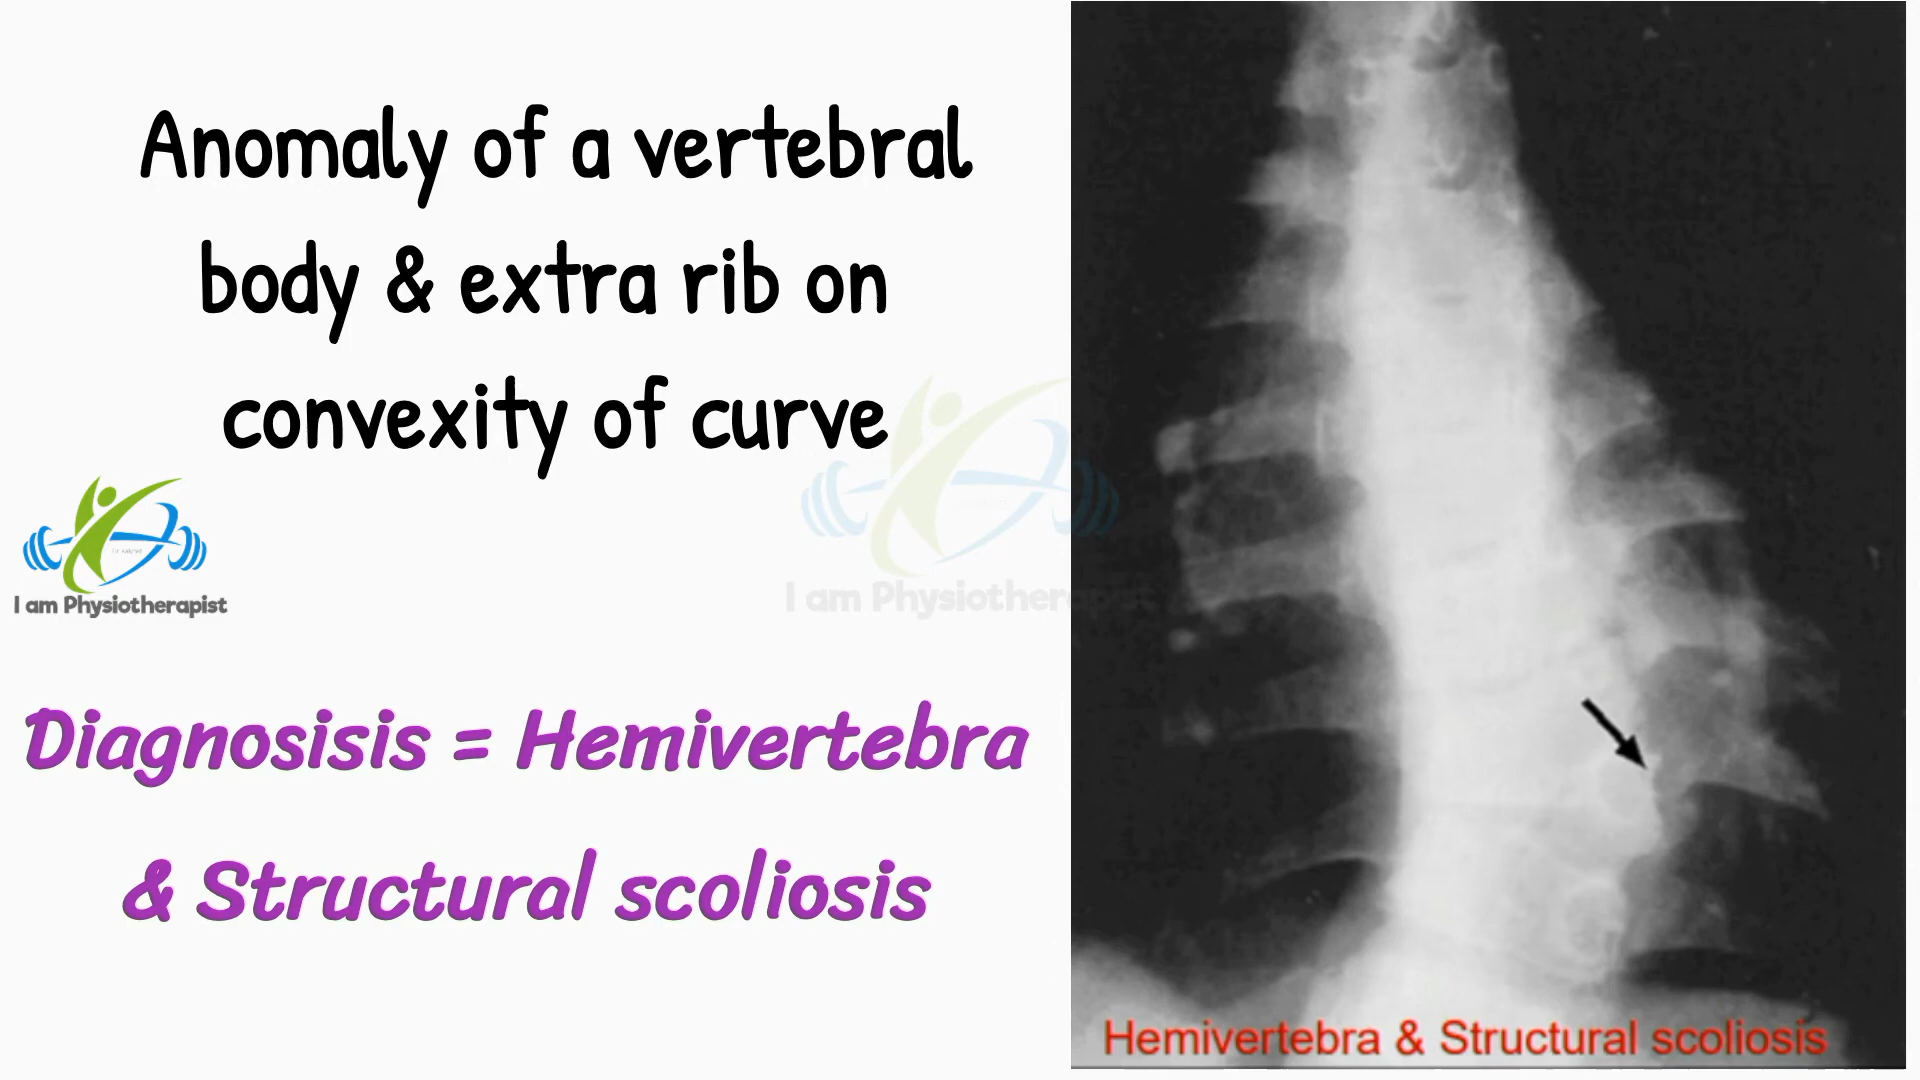 Anomaly of a vertebral
body & extra rib on
convexity of curve
I am Physiotherapist
I am Physiotherapist
Diagnosisis = Hemivertebra
& Structural scoliosis
Hemivertebra & Structural scoliosis